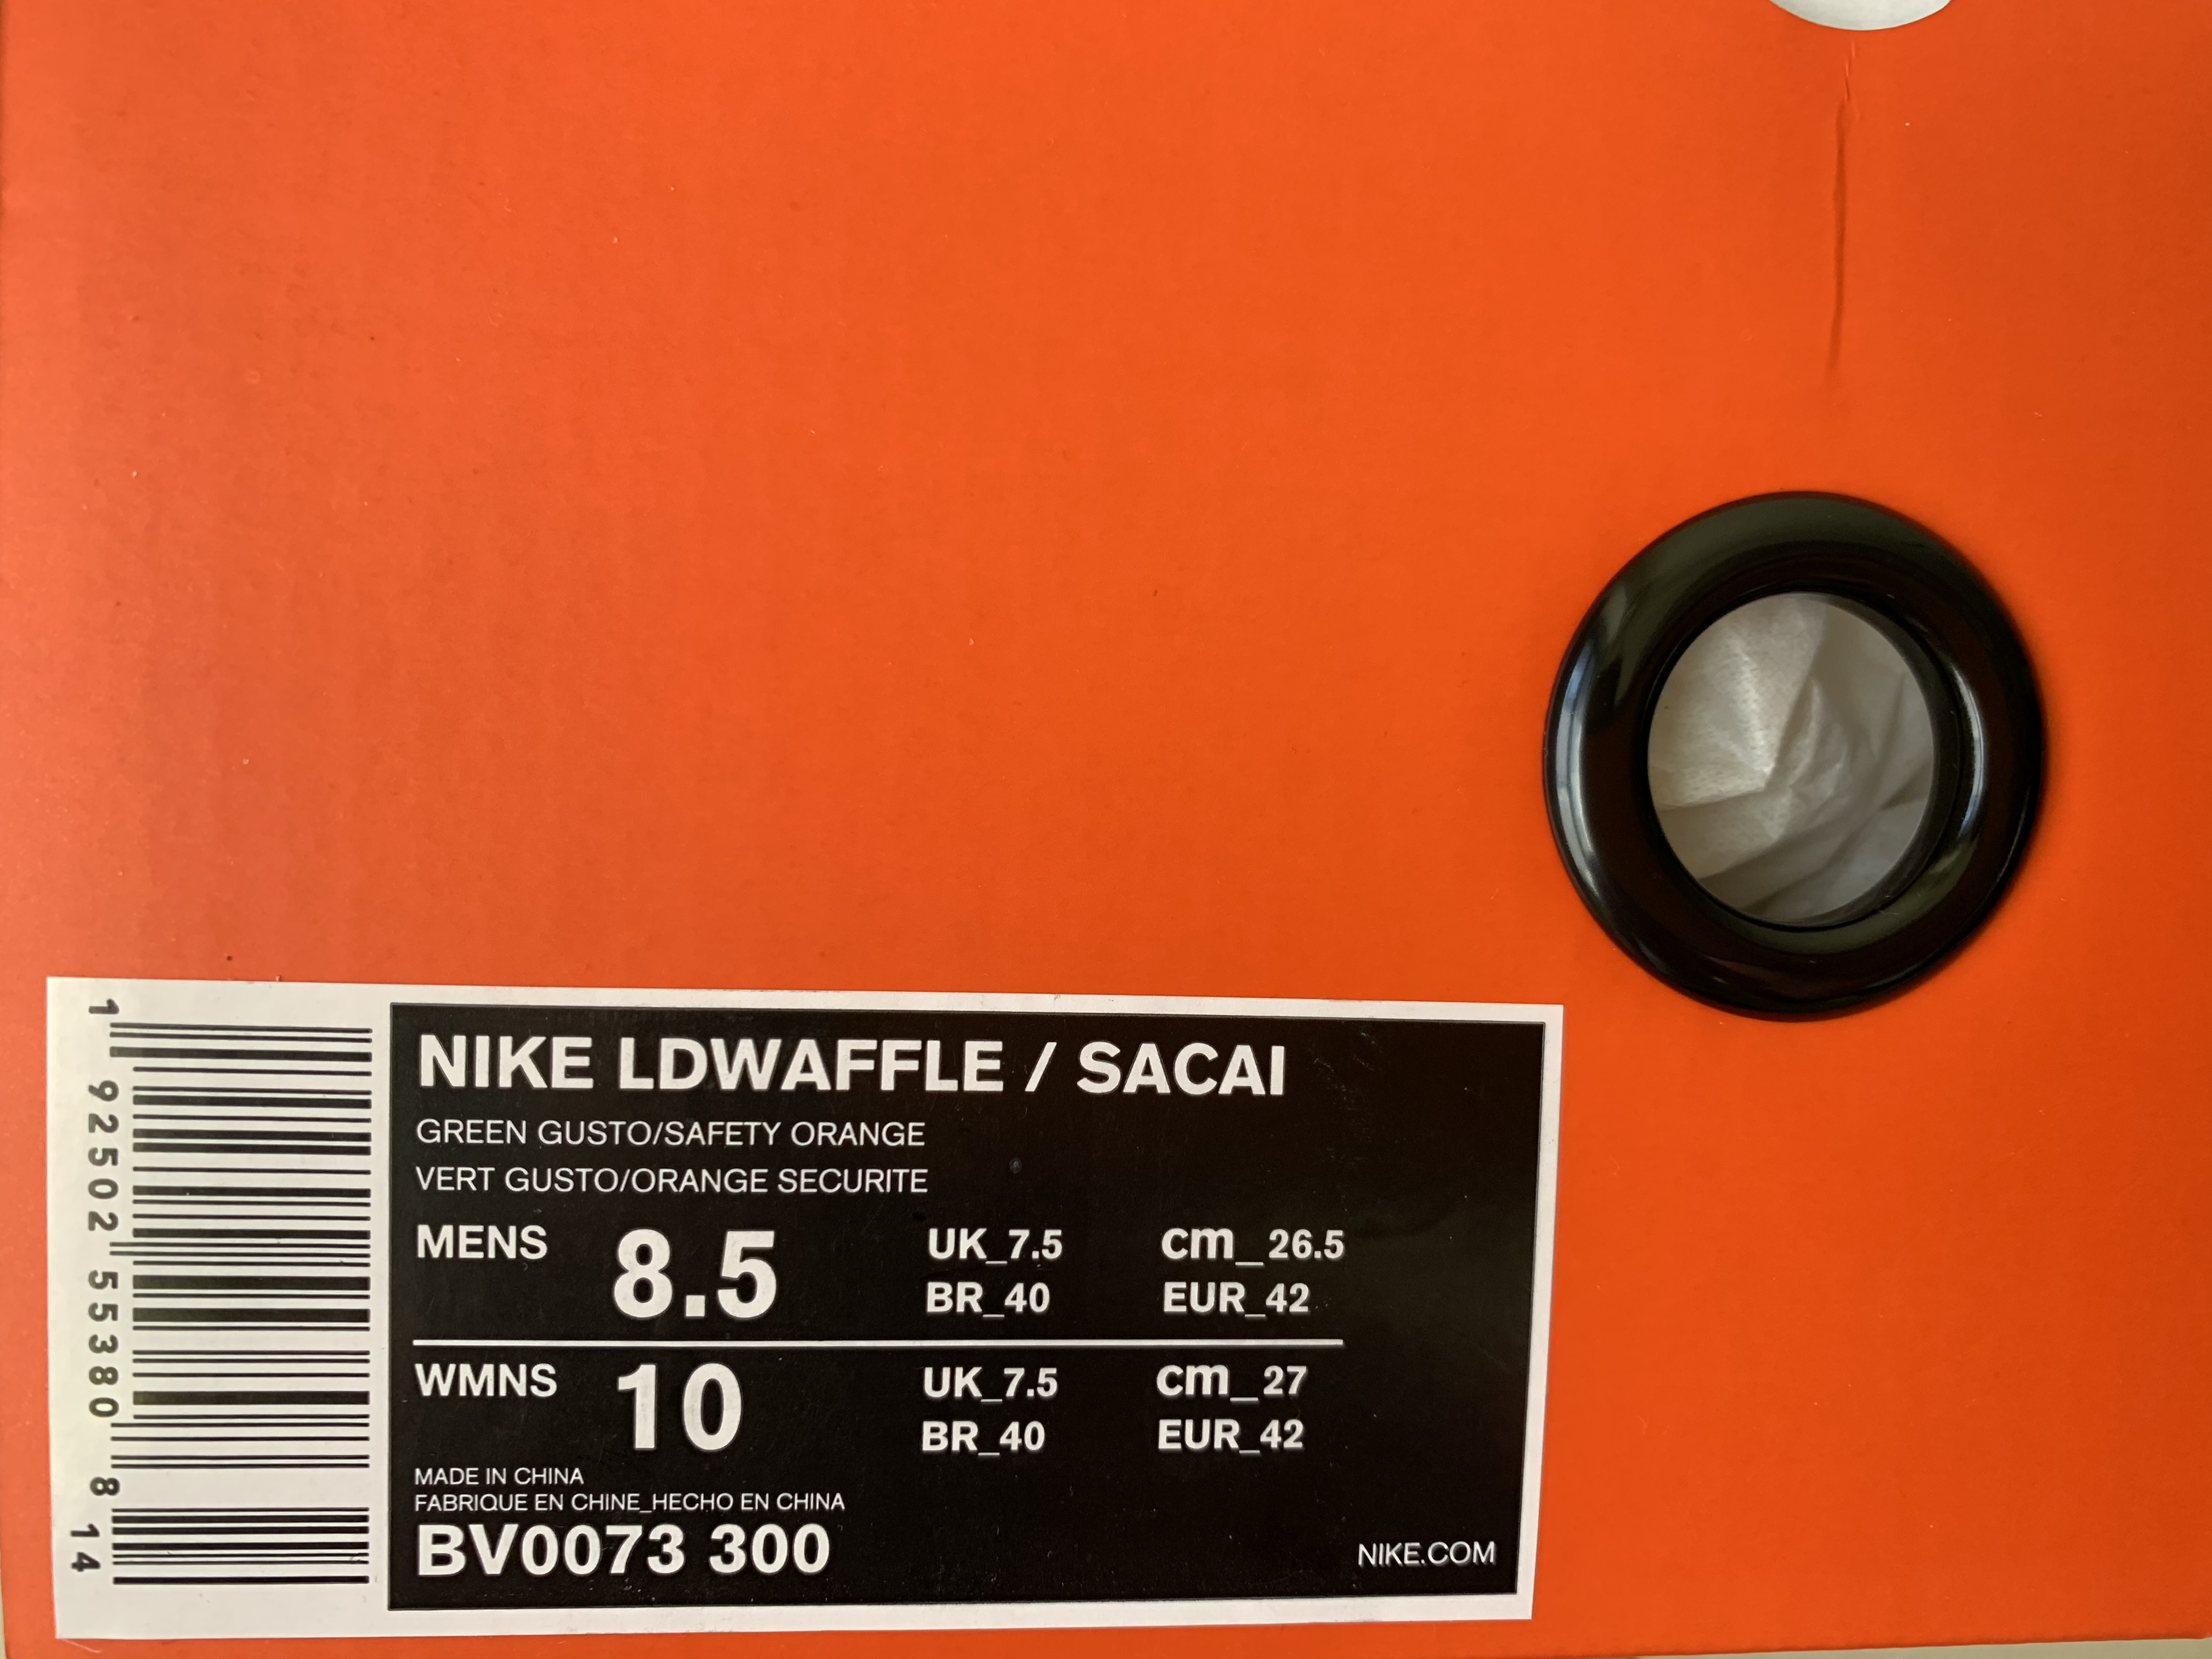 1 92502 55380 8 14
NIKE LDWAFFLE / SACAI
GREEN GUSTO/SAFETY ORANGE
VERT GUSTO/ORANGE SECURITE
MENS 8.5 UK_7.5 cm_26.5
BR_40 EUR_42
WMNS 10 UK_7.5 cm_27
BR_40 EUR_42
MADE IN CHINA
FABRIQUE EN CHINE_HECHO EN CHINA
BV0073 300 NIKE.COM